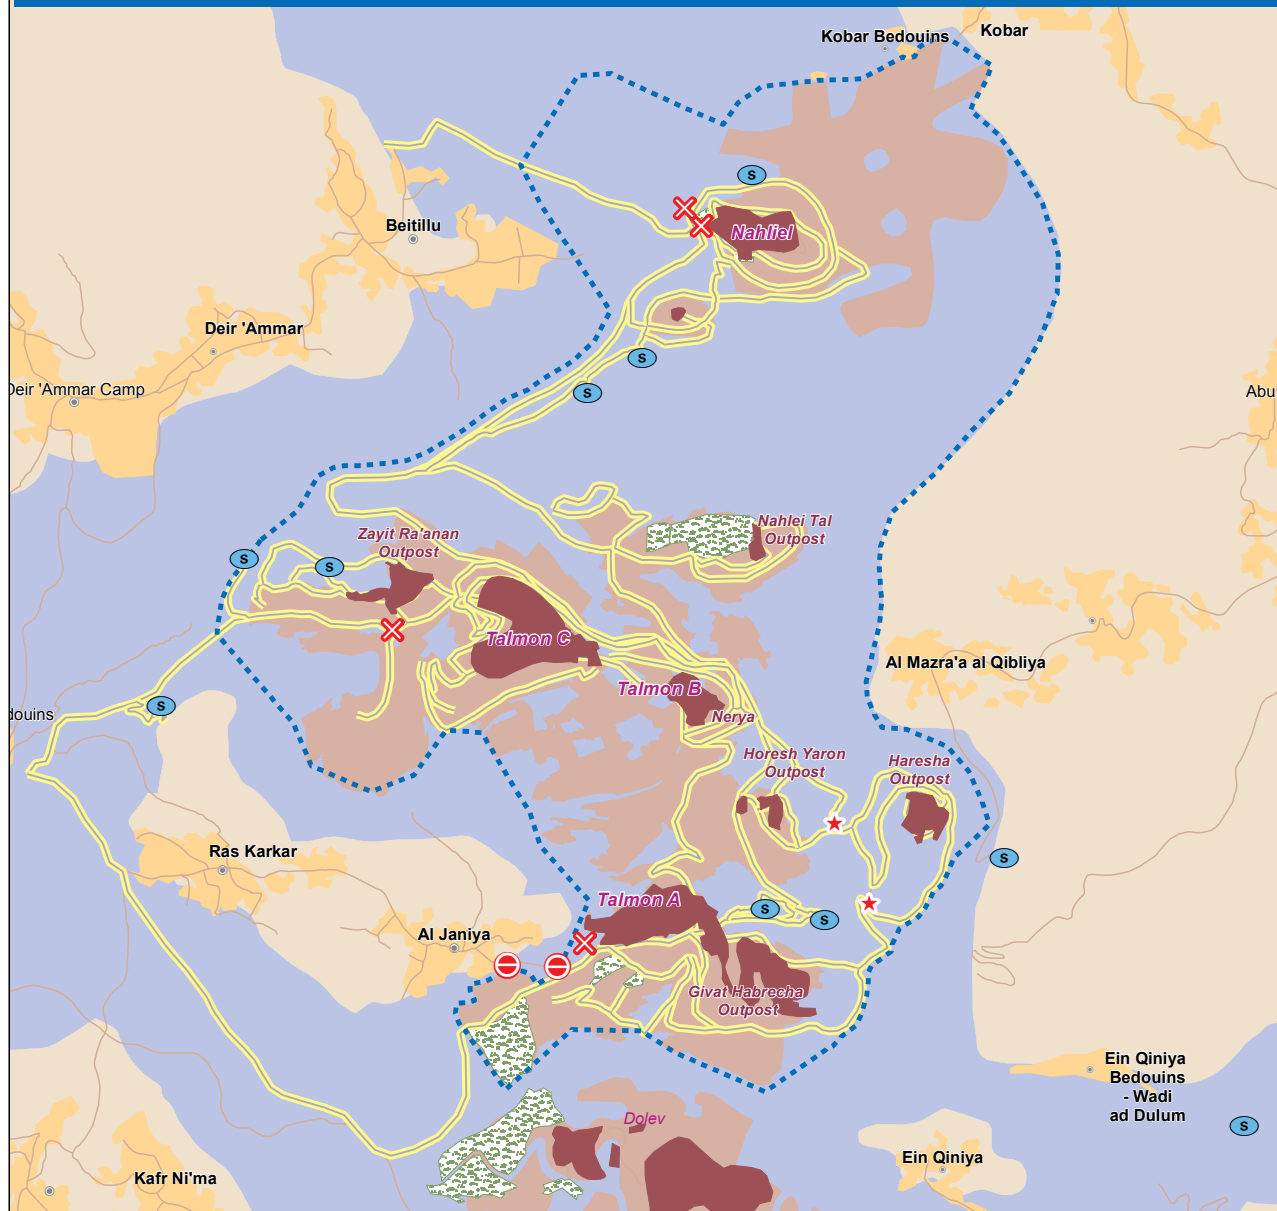 Kobar Bedouins
Kobar
S
Beitillu
Nahliel
Deir 'Ammar
S
Deir 'Ammar Camp
S
Abu
Zayit Ra'anan
Outpost
Nahlei Tal
Outpost
S
S
Talmon C
Al Mazra'a al Qibliya
Talmon B
S
douins
Nerya
Horesh Yaron
Outpost
Haresha
Outpost
Ras Karkar
S
Talmon A
S
S
Al Janiya
Givat Habrecha
Outpost
Ein Qiniya
Bedouins
- Wadi
ad Dulum
Dolev
S
Ein Qiniya
Kafr Ni'ma